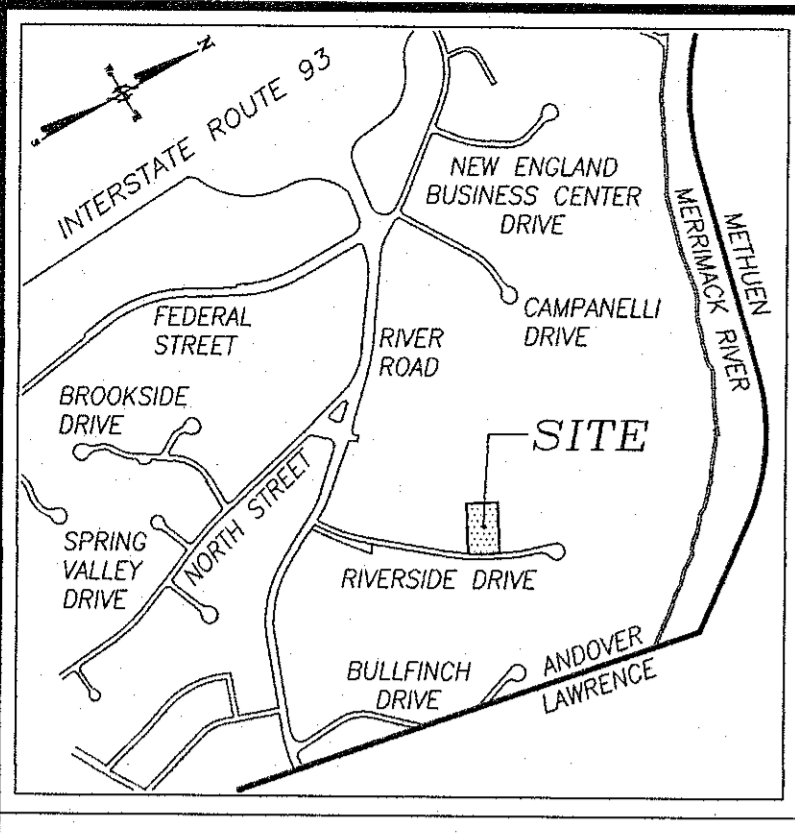 N
S
INTERSTATE ROUTE 93
NEW ENGLAND
BUSINESS CENTER
DRIVE
METHUEN
MERRIMACK RIVER
FEDERAL
STREET
RIVER
ROAD
CAMPANELLI
DRIVE
BROOKSIDE
DRIVE
SITE
NORTH STREET
SPRING
VALLEY
DRIVE
RIVERSIDE DRIVE
BULLFINCH
DRIVE
ANDOVER
LAWRENCE